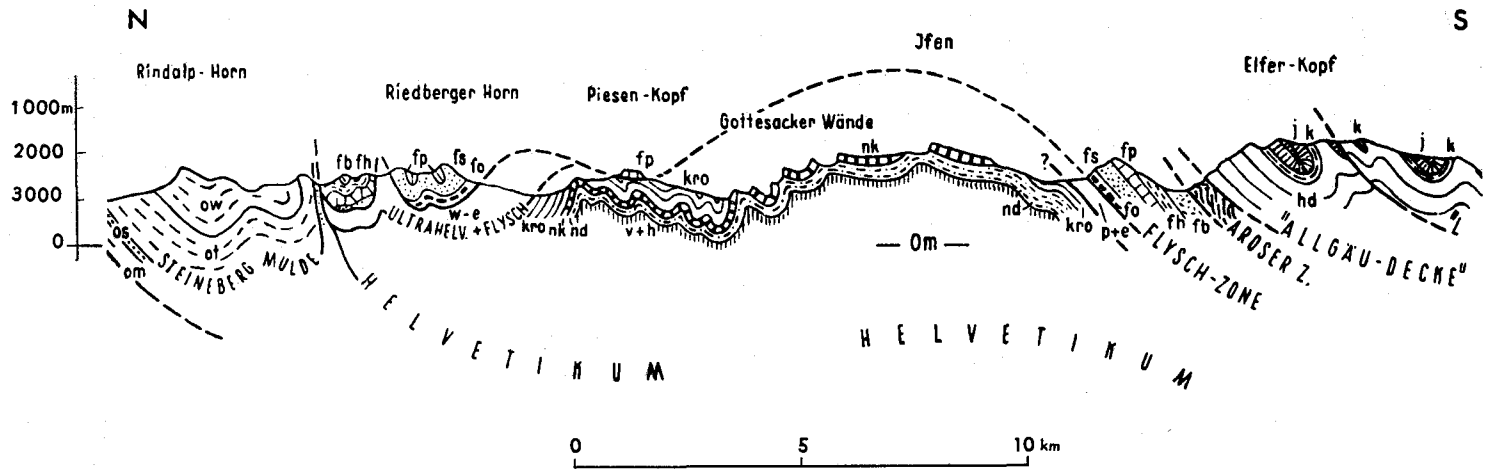 N
S
Jfen
Rindalp-Horn
Elfer-Kopf
Riedberger Horn
Piesen-Kopf
1000m
Gottesacker Wände
2000
3000
0
fb fh
fp
fs
fo
fp
kro
nk
?
fs
fp
j k
k
j
k
ow
os
ot
om
STEINEBERG MULDE
w-e
ULTRAHELV.+FLYSCH
kro
nk
nd
v+h
— 0m —
nd
kro
p+e
fo
fh
fb
hd
FLYSCH-ZONE
AROSER Z.
"ALLGÄU-DECKE"
"L
HELVETIKUM
HELVETIKUM
0
5
10 km